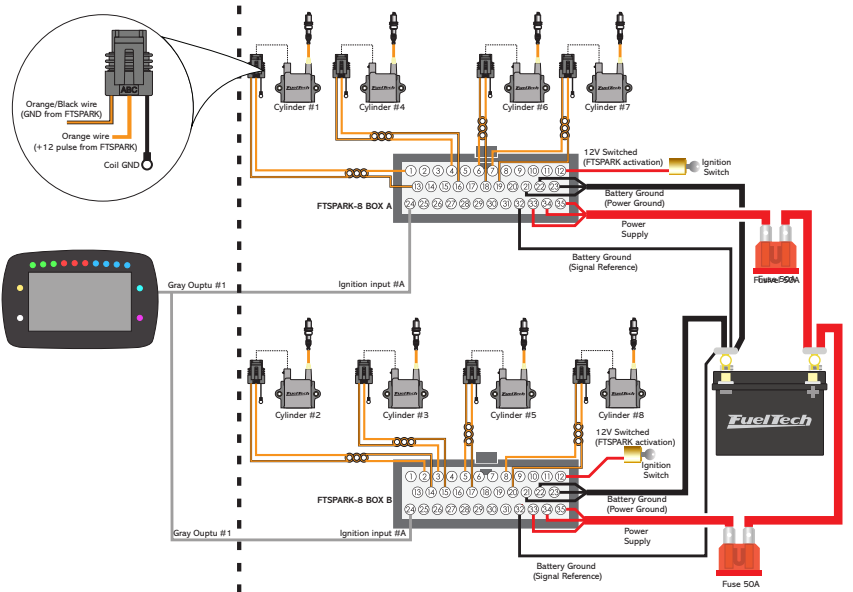 ABC
Orange/Black wire
(GND from FTSPARK)
Orange wire
(+12 pulse from FTSPARK)
Coil GND
FuelTech
FuelTech
FuelTech
FuelTech
Cylinder #1
Cylinder #4
Cylinder #6
Cylinder #7
12V Switched
(FTSPARK activation)
Ignition
Switch
1 2 3 4 5 6 7 8 9 10 11 12
13 14 15 16 17 18 19 20 21 22 23
24 25 26 27 28 29 30 31 32 33 34 35
FTSPARK-8 BOX A
Battery Ground
(Power Ground)
Power
Supply
Battery Ground
(Signal Reference)
Fuse 50A
Gray Ouptu #1
Ignition input #A
FuelTech
FuelTech
FuelTech
FuelTech
Cylinder #2
Cylinder #3
Cylinder #5
Cylinder #8
12V Switched
(FTSPARK activation)
Ignition
Switch
FuelTech
1 2 3 4 5 6 7 8 9 10 11 12
13 14 15 16 17 18 19 20 21 22 23
24 25 26 27 28 29 30 31 32 33 34 35
FTSPARK-8 BOX B
Battery Ground
(Power Ground)
Power
Supply
Gray Ouptu #1
Ignition input #A
Battery Ground
(Signal Reference)
Fuse 50A